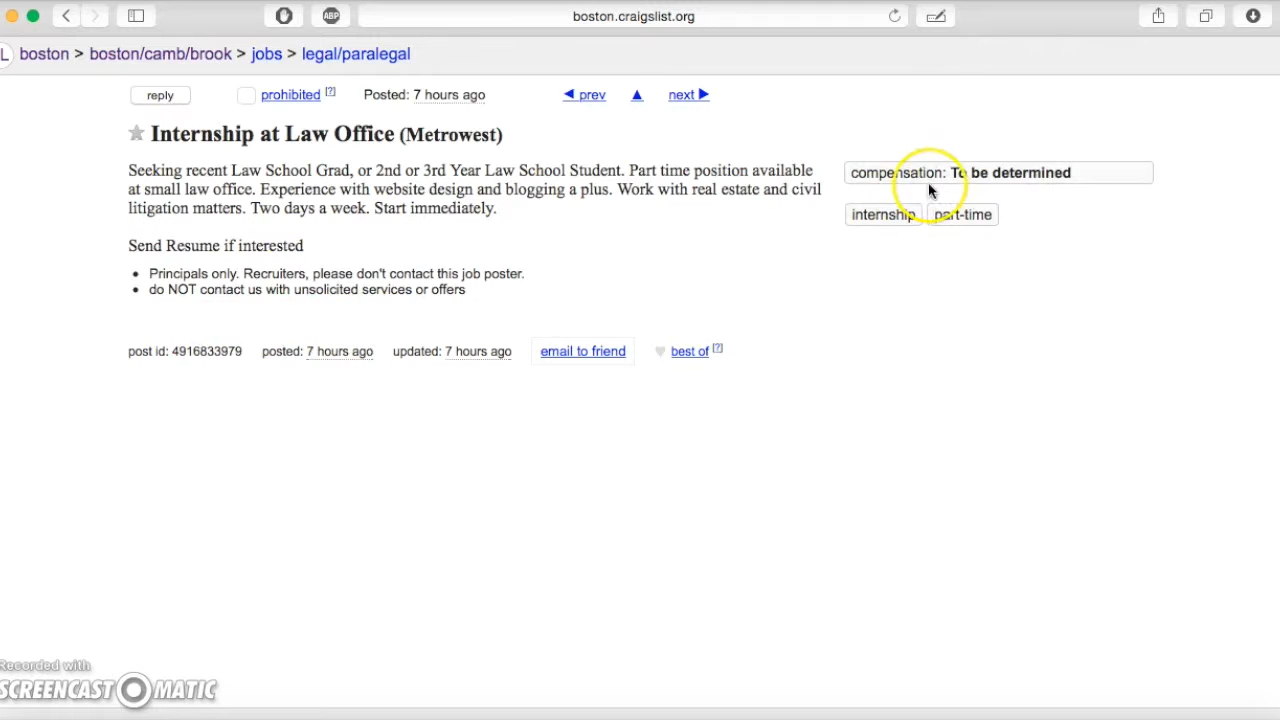 ABP
boston.craigslist.org
L boston > boston/camb/brook > jobs > legal/paralegal
reply prohibited [?] Posted: 7 hours ago ◀ prev ▲ next ▶
★ Internship at Law Office (Metrowest)
Seeking recent Law School Grad, or 2nd or 3rd Year Law School Student. Part time position available
at small law office. Experience with website design and blogging a plus. Work with real estate and civil
litigation matters. Two days a week. Start immediately.
Send Resume if interested
• Principals only. Recruiters, please don't contact this job poster.
• do NOT contact us with unsolicited services or offers
compensation: To be determined
internship part-time
post id: 4916833979 posted: 7 hours ago updated: 7 hours ago email to friend ♥ best of [?]
Recorded with
SCREENCAST MATIC